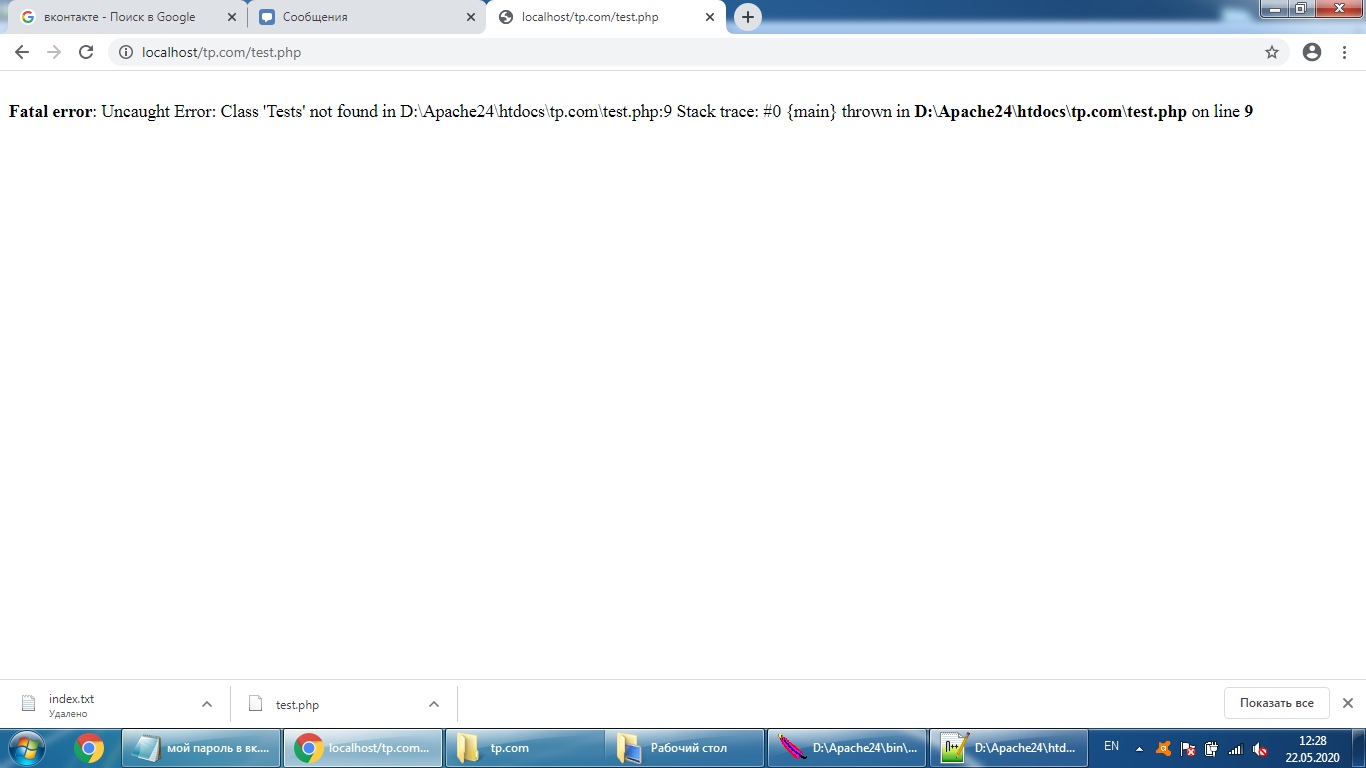 вконтакте - Поиск в Google
Сообщения
localhost/tp.com/test.php
localhost/tp.com/test.php
Fatal error: Uncaught Error: Class 'Tests' not found in D:\Apache24\htdocs\tp.com\test.php:9 Stack trace: #0 {main} thrown in D:\Apache24\htdocs\tp.com\test.php on line 9
index.txt
Удалено
test.php
Показать все
мой пароль в вк....
localhost/tp.com...
tp.com
Рабочий стол
D:\Apache24\bin\...
D:\Apache24\htd...
EN
12:28
22.05.2020